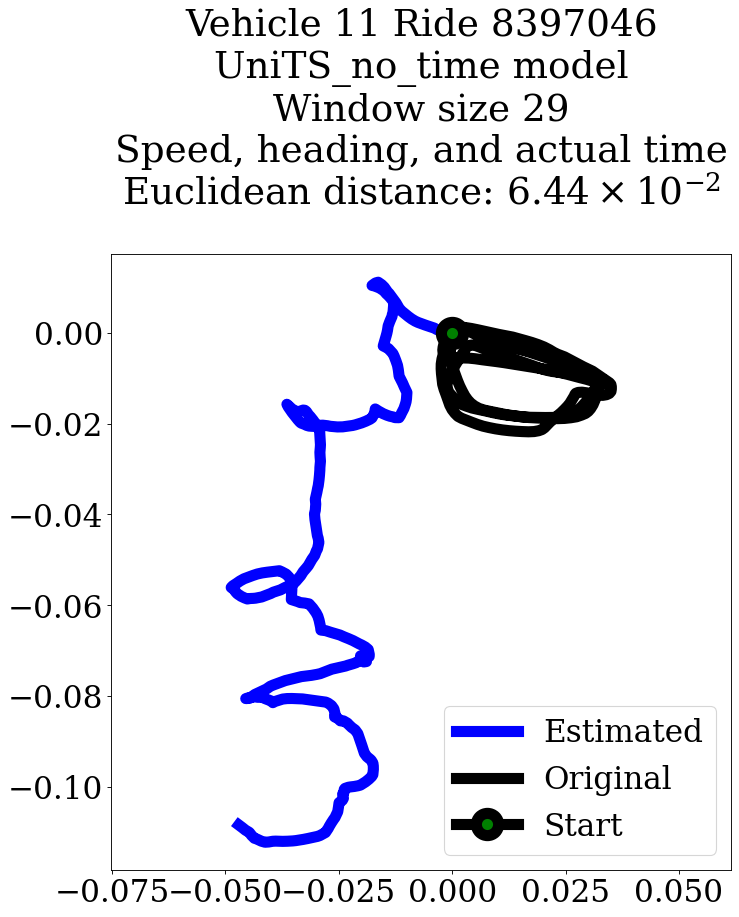 Vehicle 11 Ride 8397046
UniTS_no_time model
Window size 29
Speed, heading, and actual time
Euclidean distance: 6.44 × 10⁻²
0.00
−0.02
−0.04
−0.06
−0.08
−0.10
Estimated
Original
Start
−0.075 −0.050 −0.025 0.000 0.025 0.050